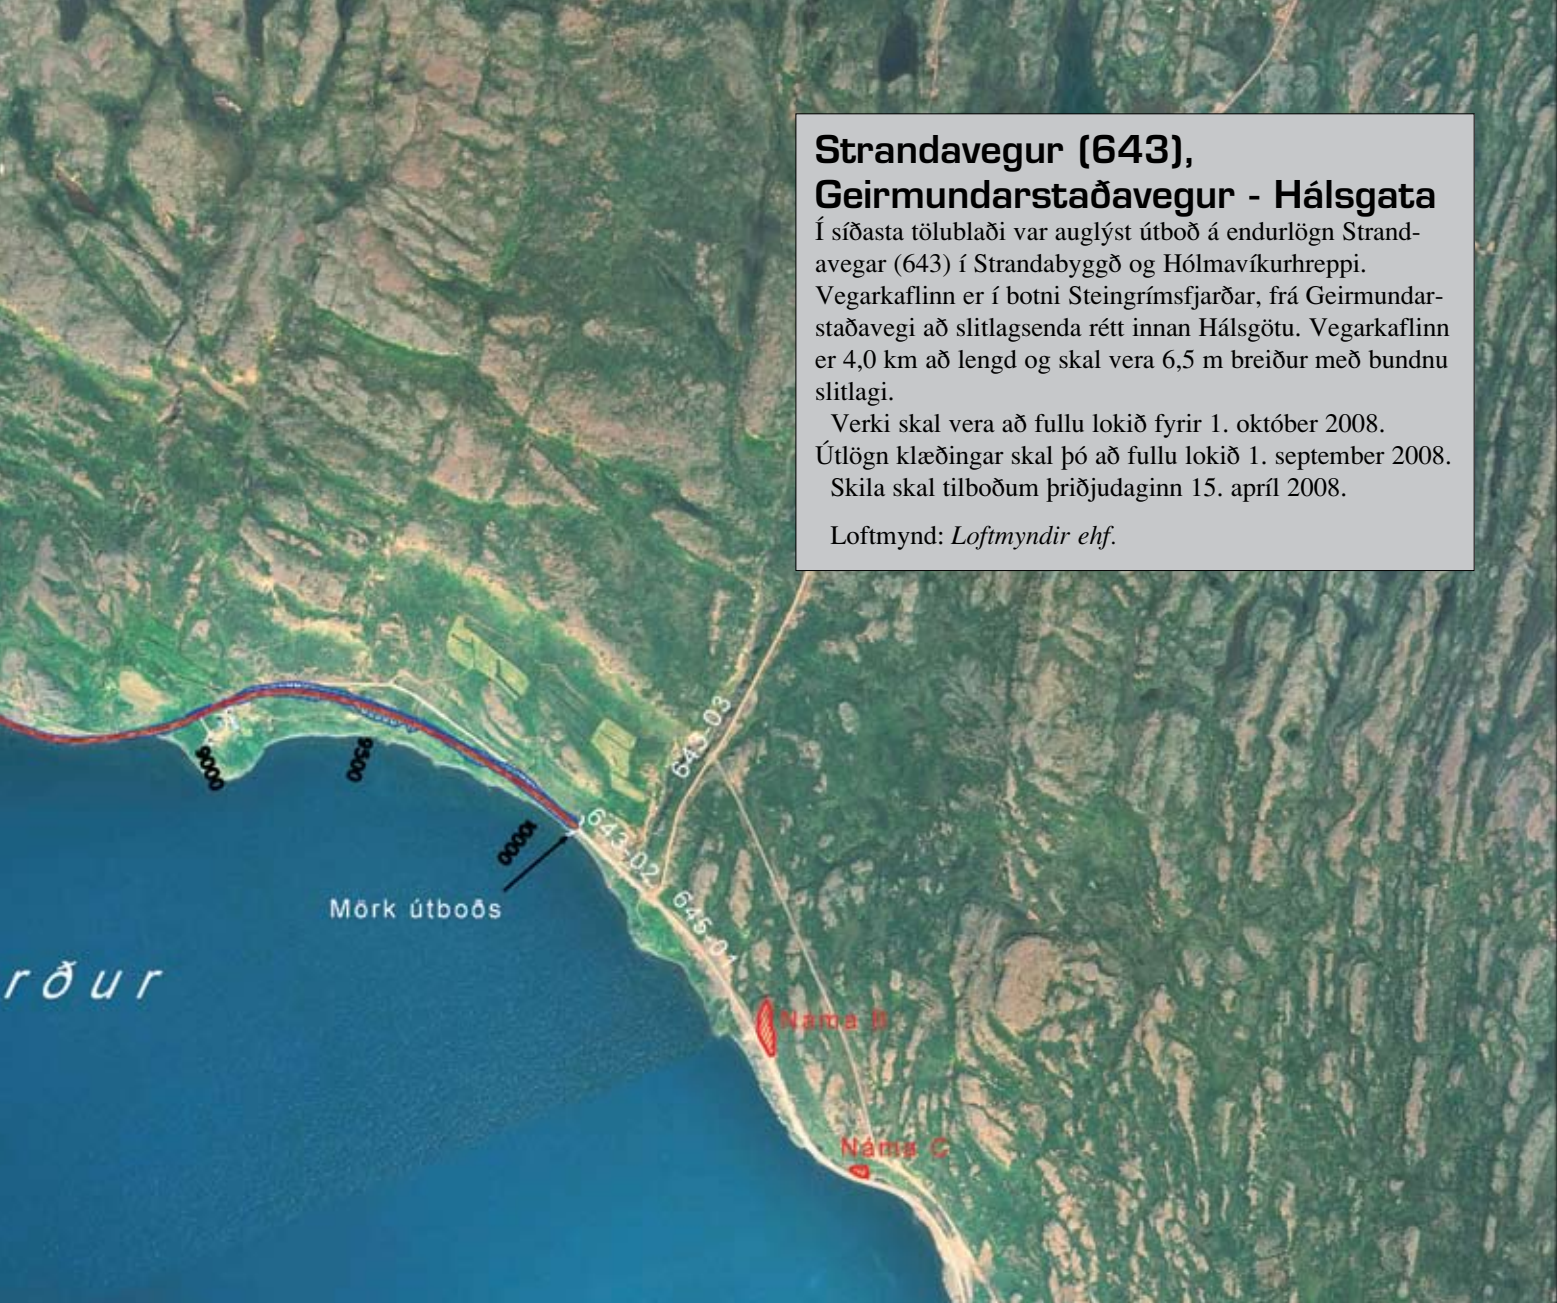 Strandavegur (643),
Geirmundarstaðavegur - Hálsgata
Í síðasta tölublaði var auglýst útboð á endurlögn Strand-
avegar (643) í Strandabyggð og Hólmavíkurhreppi.
Vegarkaflinn er í botni Steingrímsfjarðar, frá Geirmundar-
staðavegi að slitlagsenda rétt innan Hálsgötu. Vegarkaflinn
er 4,0 km að lengd og skal vera 6,5 m breiður með bundnu
slitlagi.
Verki skal vera að fullu lokið fyrir 1. október 2008.
Útlögn klæðingar skal þó að fullu lokið 1. september 2008.
Skila skal tilboðum þriðjudaginn 15. apríl 2008.
Loftmynd: Loftmyndir ehf.
643-03
9000
9500
10000
643-02
Mörk útboðs
645-01
rður
Náma B
Náma C